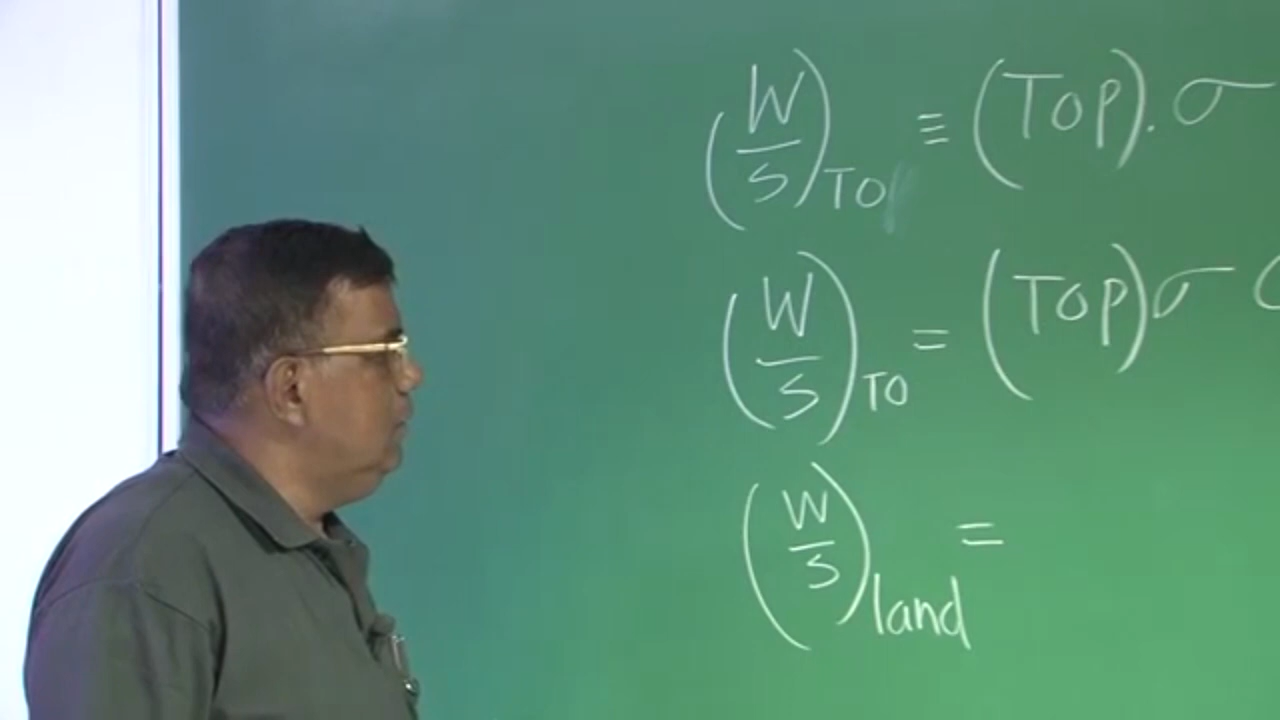 (W/S)TO ≡ (TOP).σ
(W/S)TO = (TOP)σ
(W/S)land =